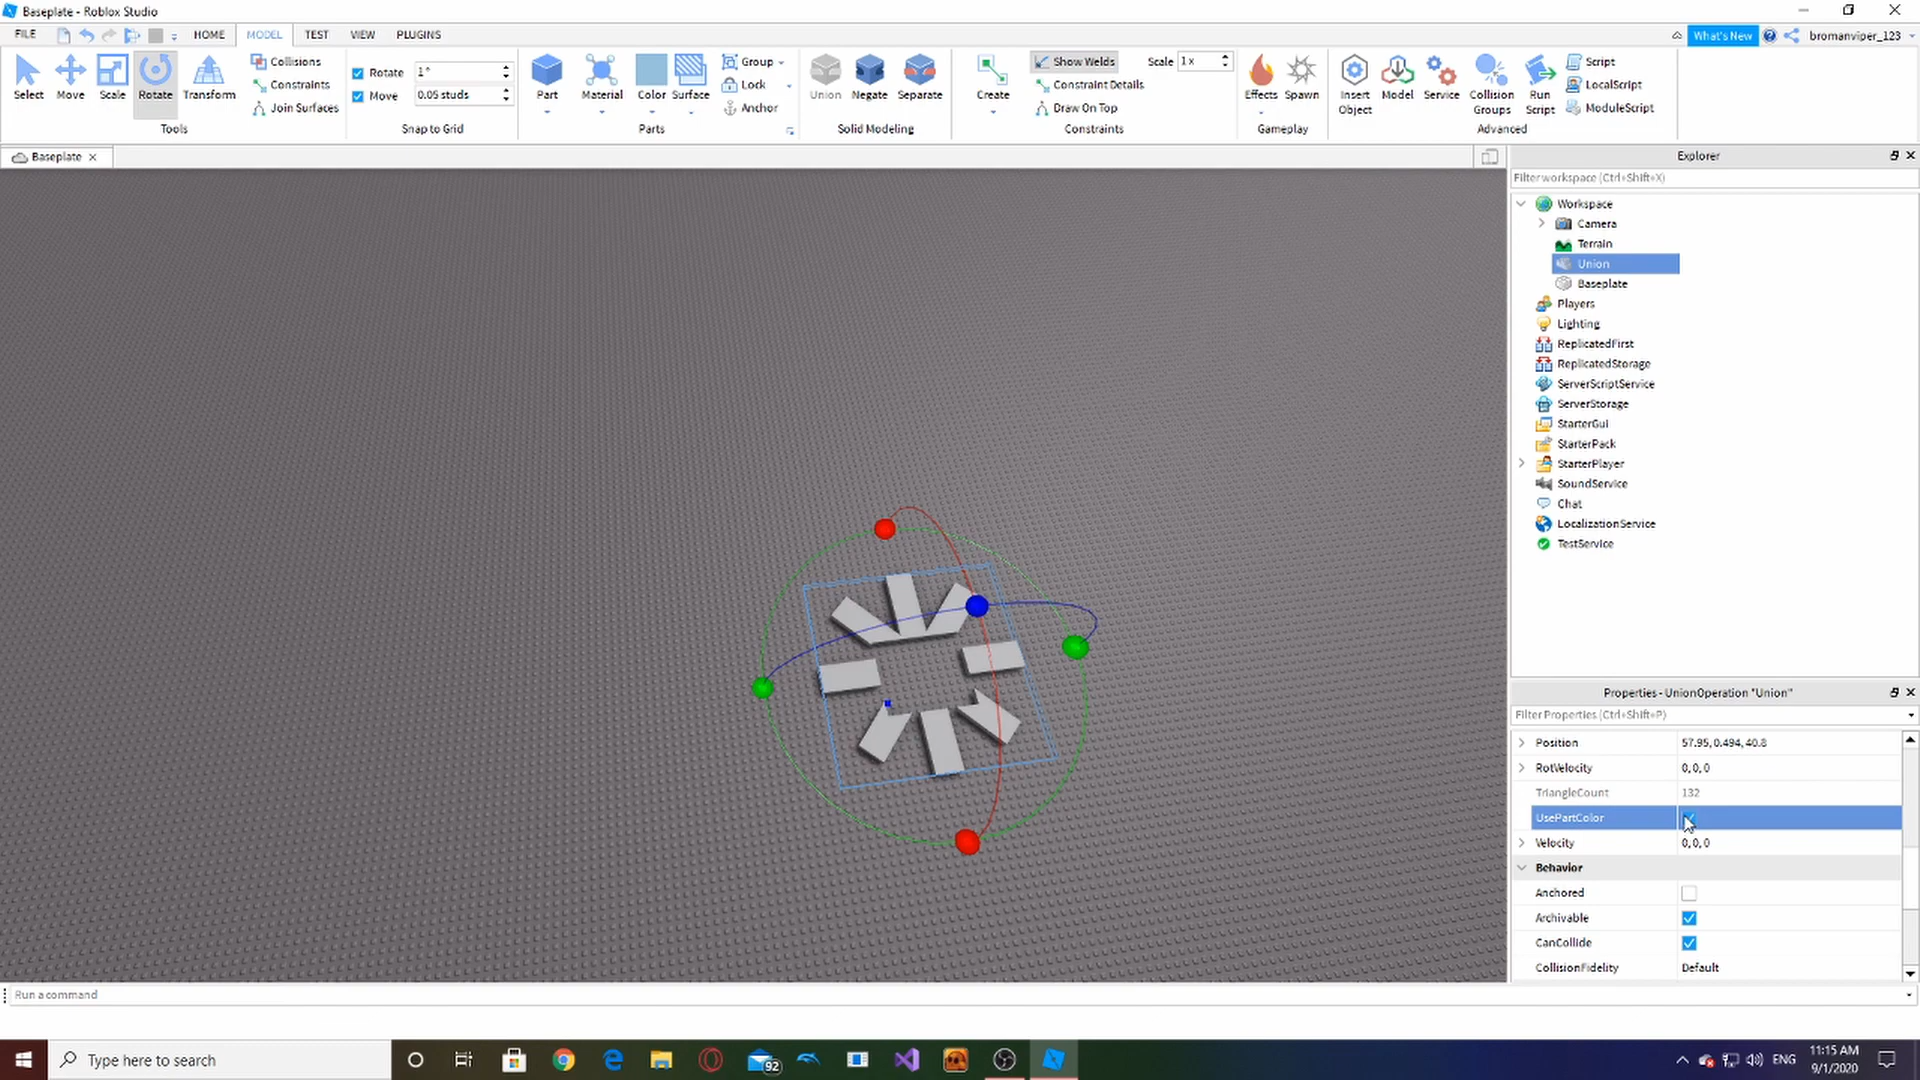 Baseplate - Roblox Studio
FILE HOME MODEL TEST VIEW PLUGINS What's New bromanviper_123
Select Move Scale Rotate Transform
Collisions
Constraints
Join Surfaces
Tools
Rotate 1°
Move 0.05 studs
Snap to Grid
Part Material Color Surface
Group
Lock
Anchor
Parts
Union Negate Separate
Solid Modeling
Create
Show Welds Scale 1x
Constraint Details
Draw On Top
Constraints
Effects Spawn
Gameplay
Insert Object Model Service Collision Groups Run Script
Script
LocalScript
ModuleScript
Advanced
Baseplate
Explorer
Filter workspace (Ctrl+Shift+X)
Workspace
Camera
Terrain
Union
Baseplate
Players
Lighting
ReplicatedFirst
ReplicatedStorage
ServerScriptService
ServerStorage
StarterGui
StarterPack
StarterPlayer
SoundService
Chat
LocalizationService
TestService
Properties - UnionOperation "Union"
Filter Properties (Ctrl+Shift+P)
Position 57.95, 0.494, 40.8
RotVelocity 0, 0, 0
TriangleCount 132
UsePartColor
Velocity 0, 0, 0
Behavior
Anchored
Archivable
CanCollide
CollisionFidelity Default
Run a command
Type here to search
92
ENG
11:15 AM
9/1/2020